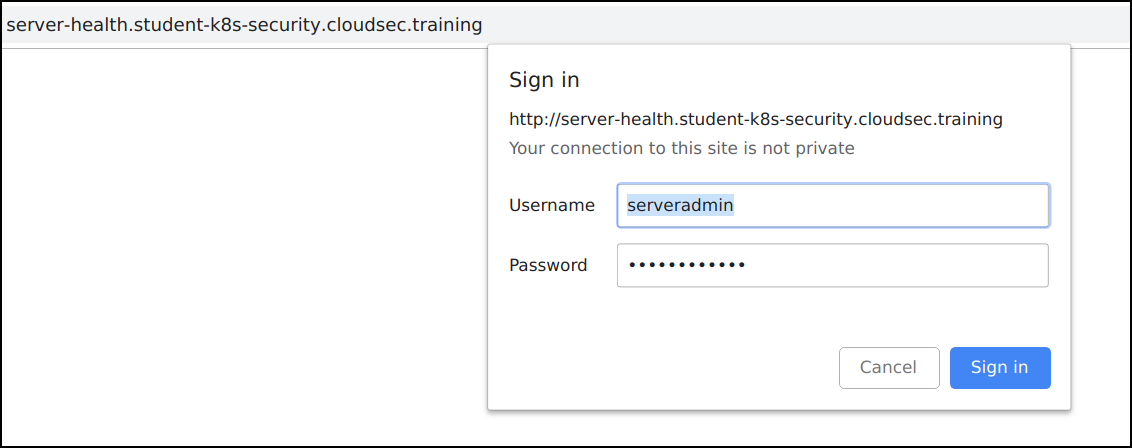 server-health.student-k8s-security.cloudsec.training
Sign in
http://server-health.student-k8s-security.cloudsec.training
Your connection to this site is not private
Username serveradmin
Password ••••••••••••
Cancel Sign in